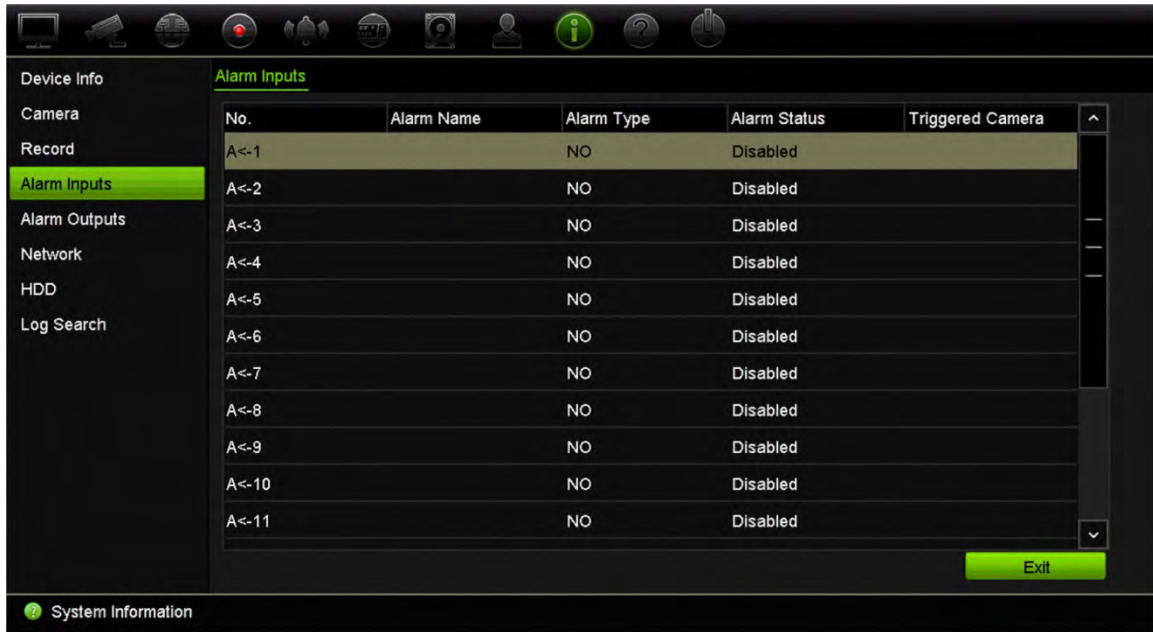 Device Info
Camera
Record
Alarm Inputs
Alarm Outputs
Network
HDD
Log Search
Alarm Inputs
No. Alarm Name Alarm Type Alarm Status Triggered Camera
A<-1 NO Disabled
A<-2 NO Disabled
A<-3 NO Disabled
A<-4 NO Disabled
A<-5 NO Disabled
A<-6 NO Disabled
A<-7 NO Disabled
A<-8 NO Disabled
A<-9 NO Disabled
A<-10 NO Disabled
A<-11 NO Disabled
Exit
System Information